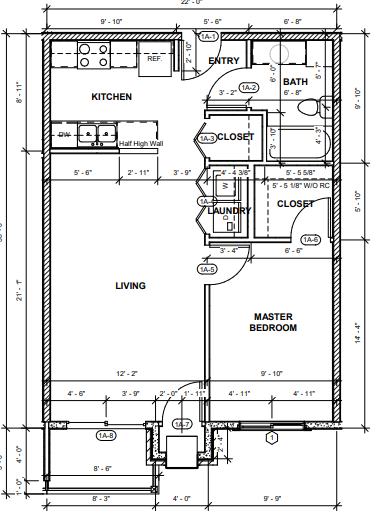 22' - 0"
9' - 10"
5' - 6"
6' - 8"
1A-1
2' - 10"
REF.
ENTRY
6' - 0"
5' - 7"
BATH
8' - 11"
KITCHEN
1A-2
3' - 2"
6' - 8"
9' - 10"
DW
Half High Wall
1A-3
CLOSET
3' - 10"
4' - 3"
5' - 6"
2' - 11"
3' - 9"
4' - 4 3/8"
5' - 5 5/8"
5' - 5 1/8" W/O RC
W
D
LAUNDRY
CLOSET
5' - 10"
1A-6
3' - 4"
6' - 6"
1A-5
21' - 1"
LIVING
MASTER
BEDROOM
14' - 4"
12' - 2"
9' - 10"
4' - 6"
3' - 9"
2' - 0"
1' - 11"
4' - 11"
4' - 11"
1A-7
1A-8
1
2' - 4"
4' - 0"
8' - 6"
1' - 0"
8' - 3"
4' - 0"
9' - 9"